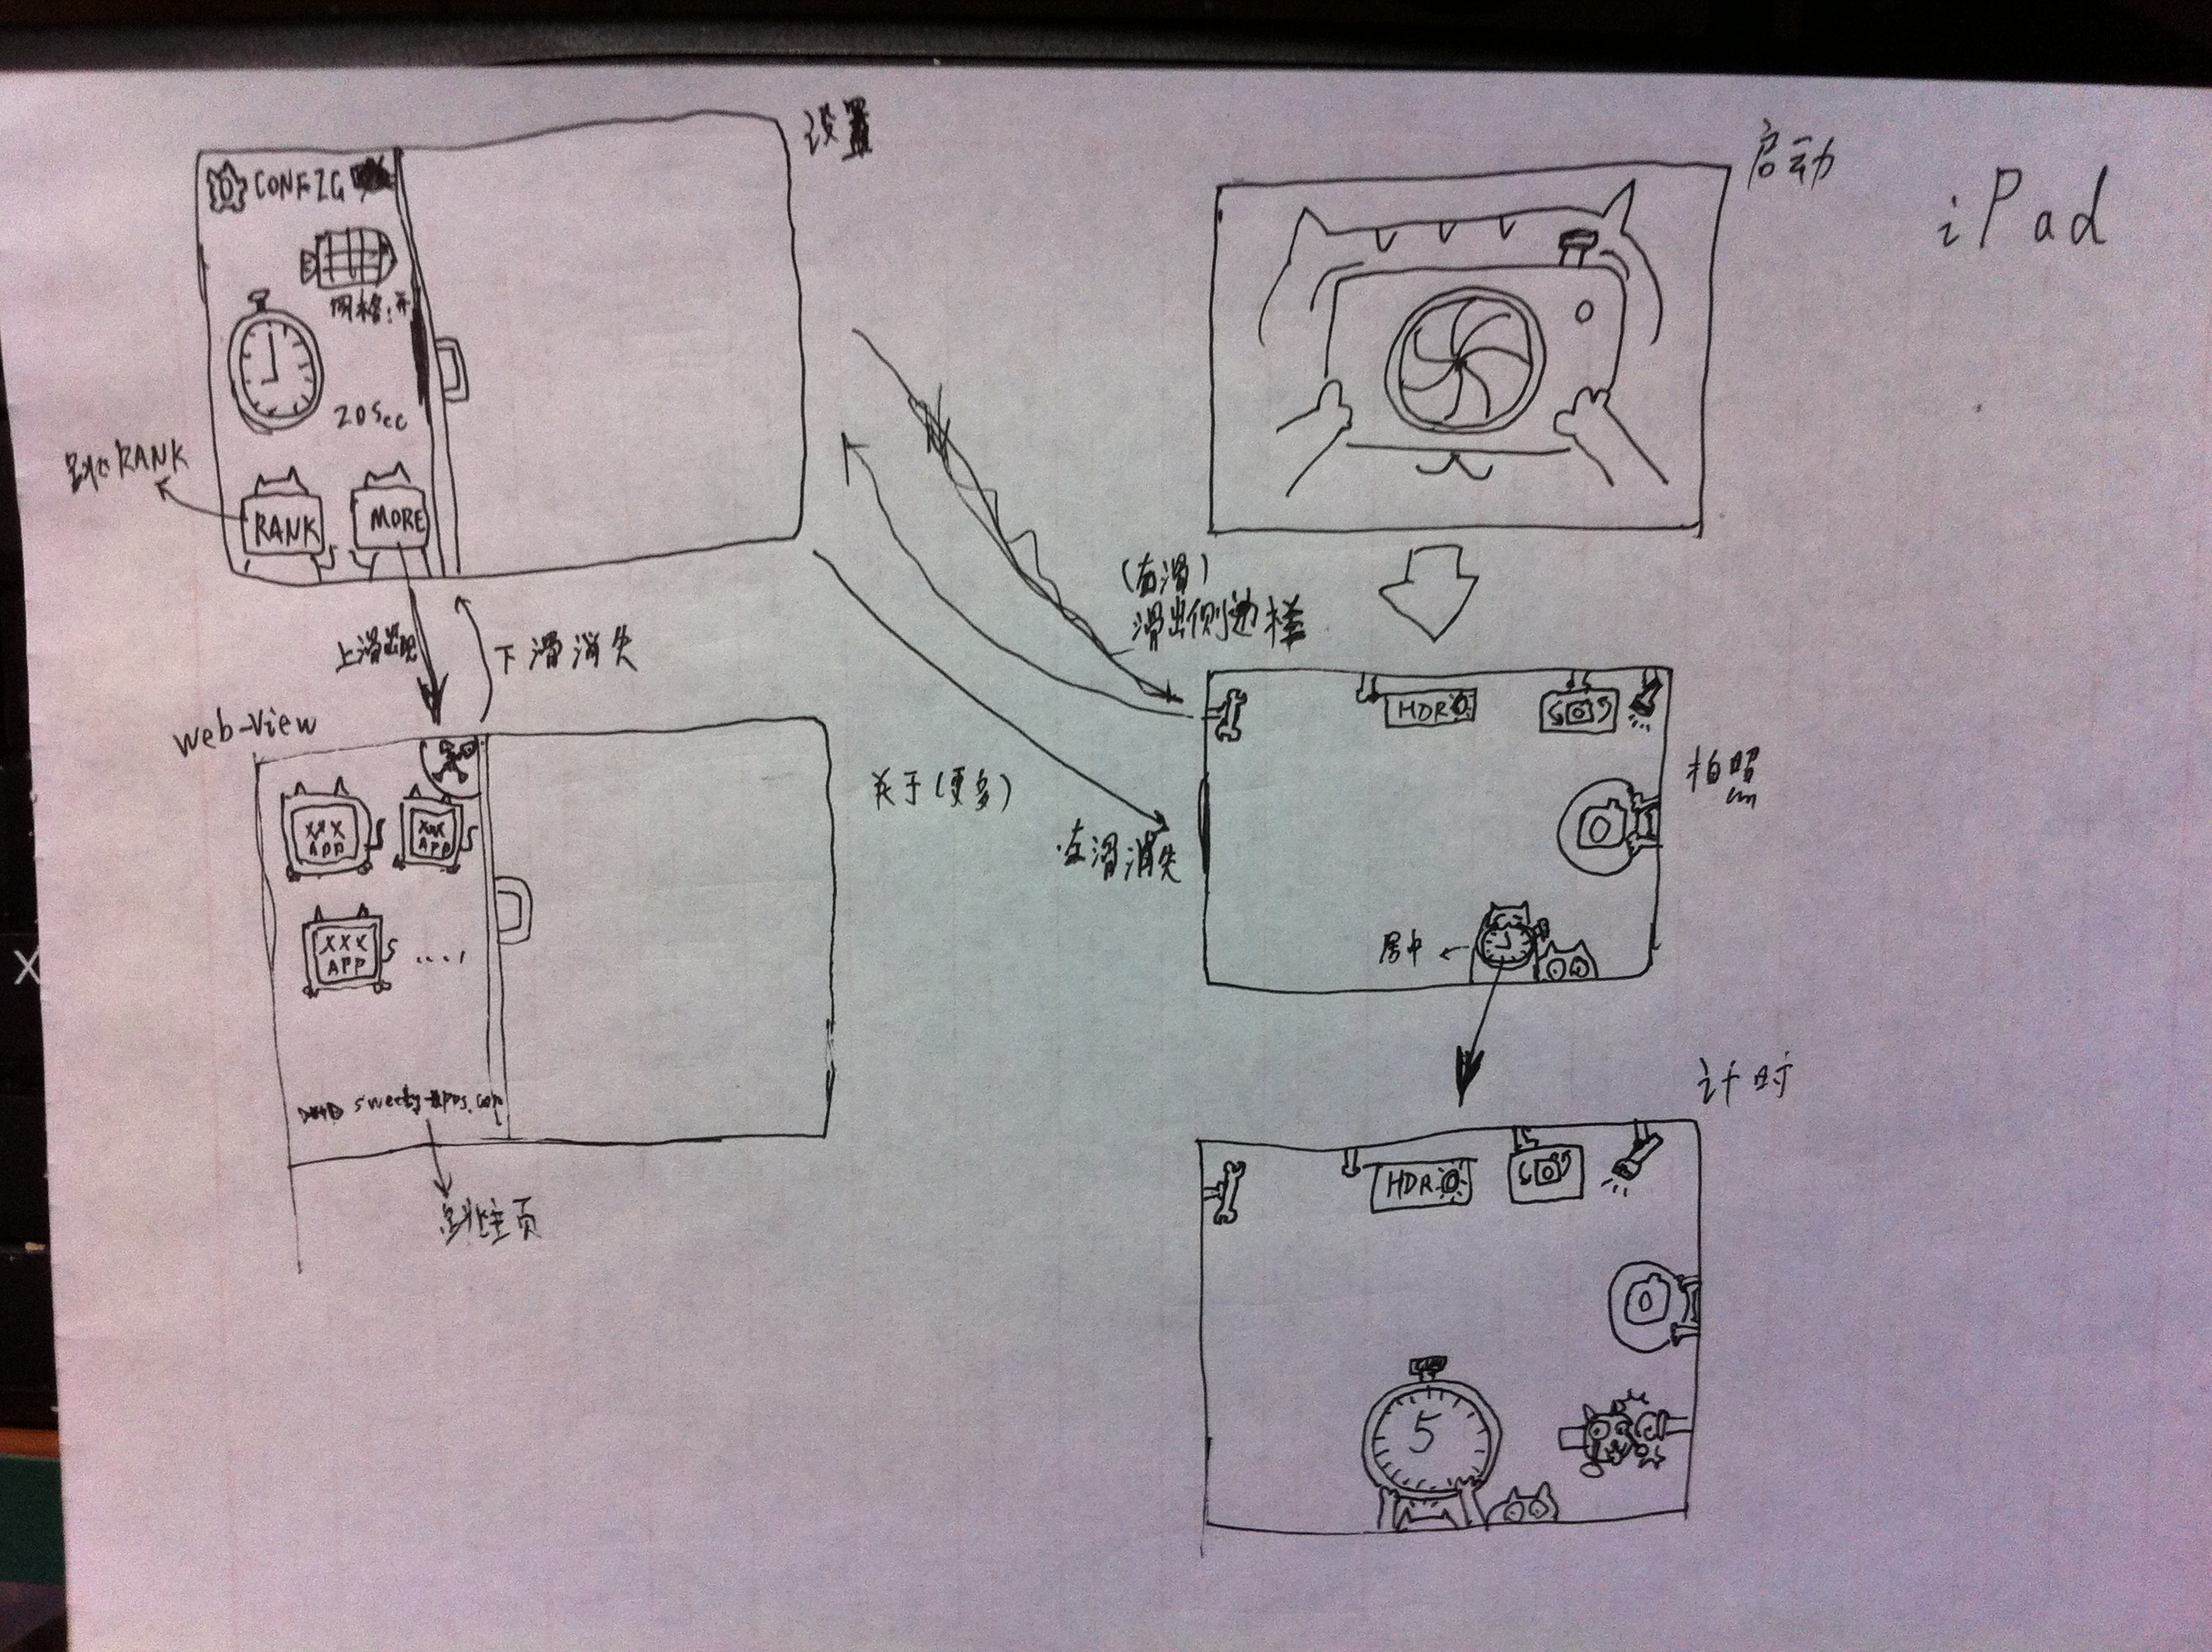 设置
启动
iPad
CONFIG
网格:开
20Sec
跳RANK
RANK
MORE
上滑出现
下滑消失
(右滑)
滑出侧边栏
HDR
拍照
Web-View
XXX
APP
XXX
APP
关于(更多)
左滑消失
居中
XXX
APP
....
计时
sweety-apps.com
HDR
跳主页
5